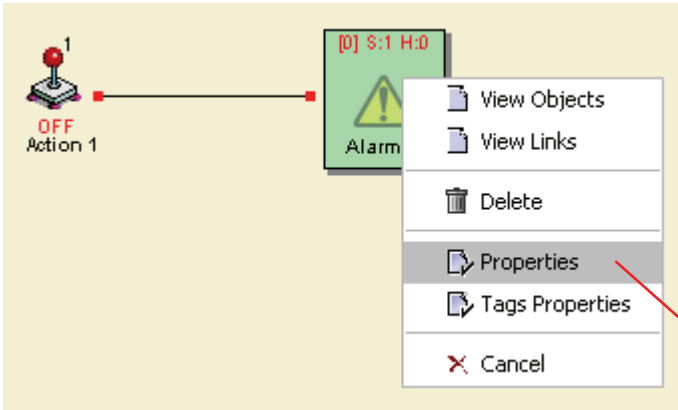 1
OFF
Action 1
[0] S:1 H:0
Alarm
View Objects
View Links
Delete
Properties
Tags Properties
Cancel